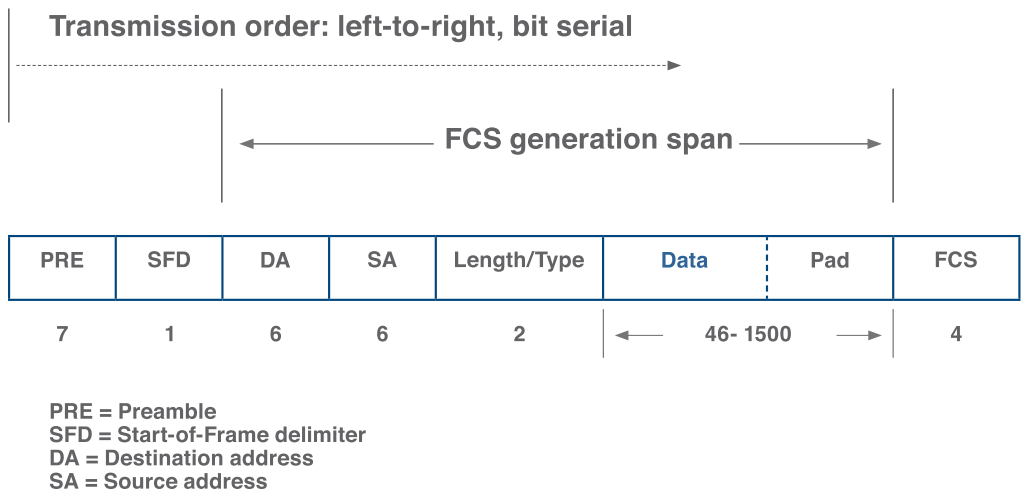 Transmission order: left-to-right, bit serial
FCS generation span
PRE SFD DA SA Length/Type Data Pad FCS
7 1 6 6 2 46- 1500 4
PRE = Preamble
SFD = Start-of-Frame delimiter
DA = Destination address
SA = Source address